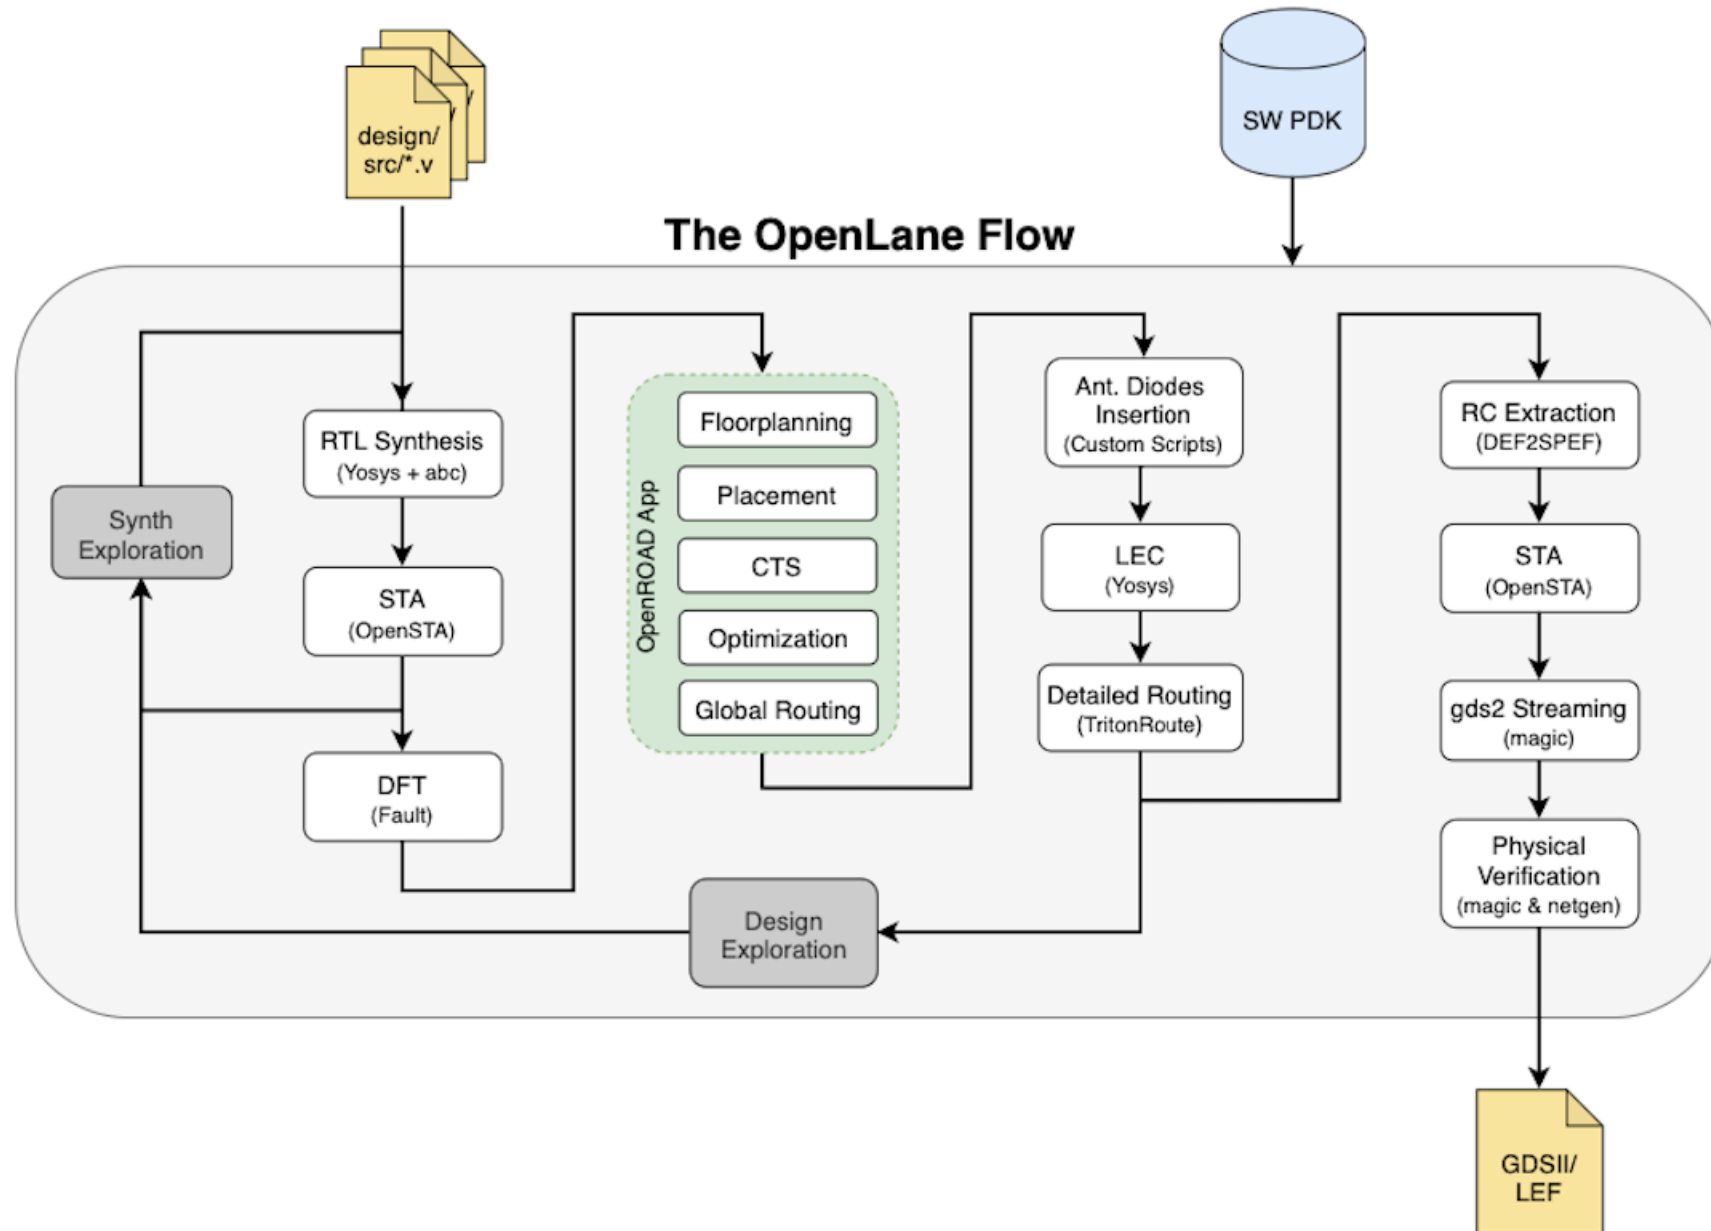 design/
src/*.v
SW PDK
The OpenLane Flow
RTL Synthesis
(Yosys + abc)
Synth
Exploration
STA
(OpenSTA)
DFT
(Fault)
OpenROAD App
Floorplanning
Placement
CTS
Optimization
Global Routing
Design
Exploration
Ant. Diodes
Insertion
(Custom Scripts)
LEC
(Yosys)
Detailed Routing
(TritonRoute)
RC Extraction
(DEF2SPEF)
STA
(OpenSTA)
gds2 Streaming
(magic)
Physical
Verification
(magic & netgen)
GDSII/
LEF